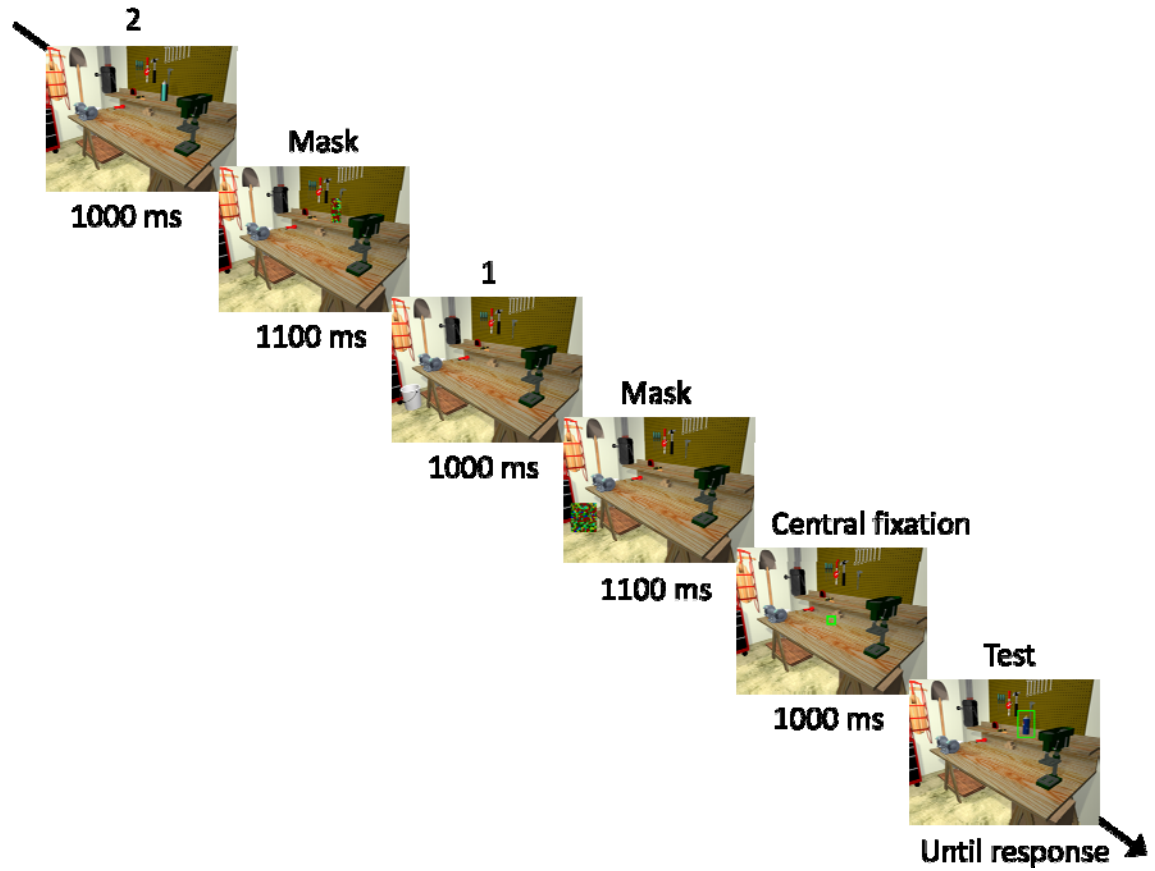 2
Mask
1000 ms
1
1100 ms
Mask
1000 ms
Central fixation
1100 ms
Test
1000 ms
Until response